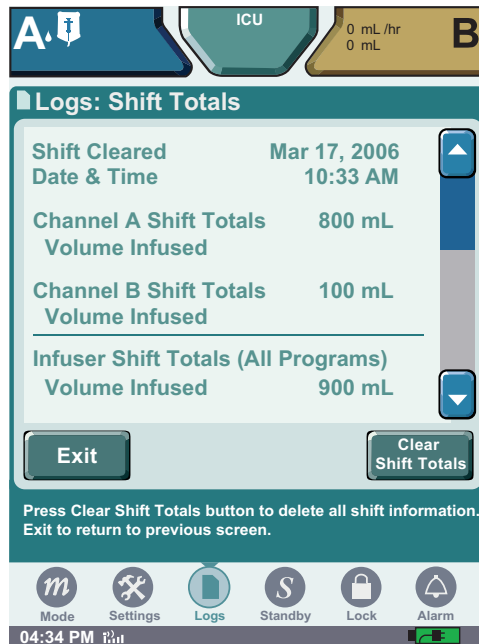 A
ICU
0 mL/hr
0 mL
B
Logs: Shift Totals
Shift Cleared Mar 17, 2006
Date & Time 10:33 AM
Channel A Shift Totals 800 mL
Volume Infused
Channel B Shift Totals 100 mL
Volume Infused
Infuser Shift Totals (All Programs)
Volume Infused 900 mL
Exit
Clear
Shift Totals
Press Clear Shift Totals button to delete all shift information.
Exit to return to previous screen.
m S
Mode Settings Logs Standby Lock Alarm
04:34 PM